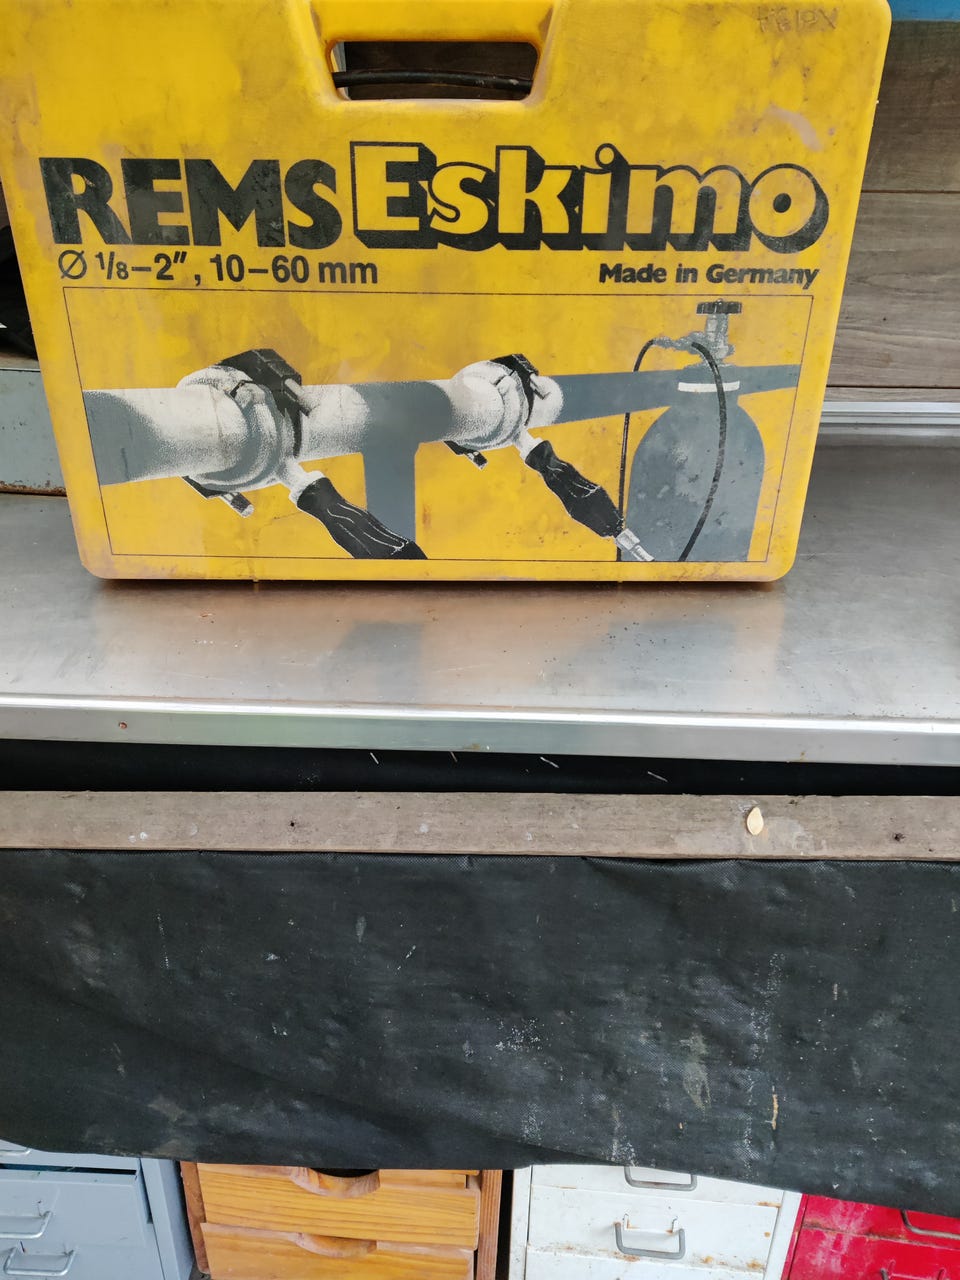 REMS Eskimo
Ø 1/8–2", 10–60 mm
Made in Germany